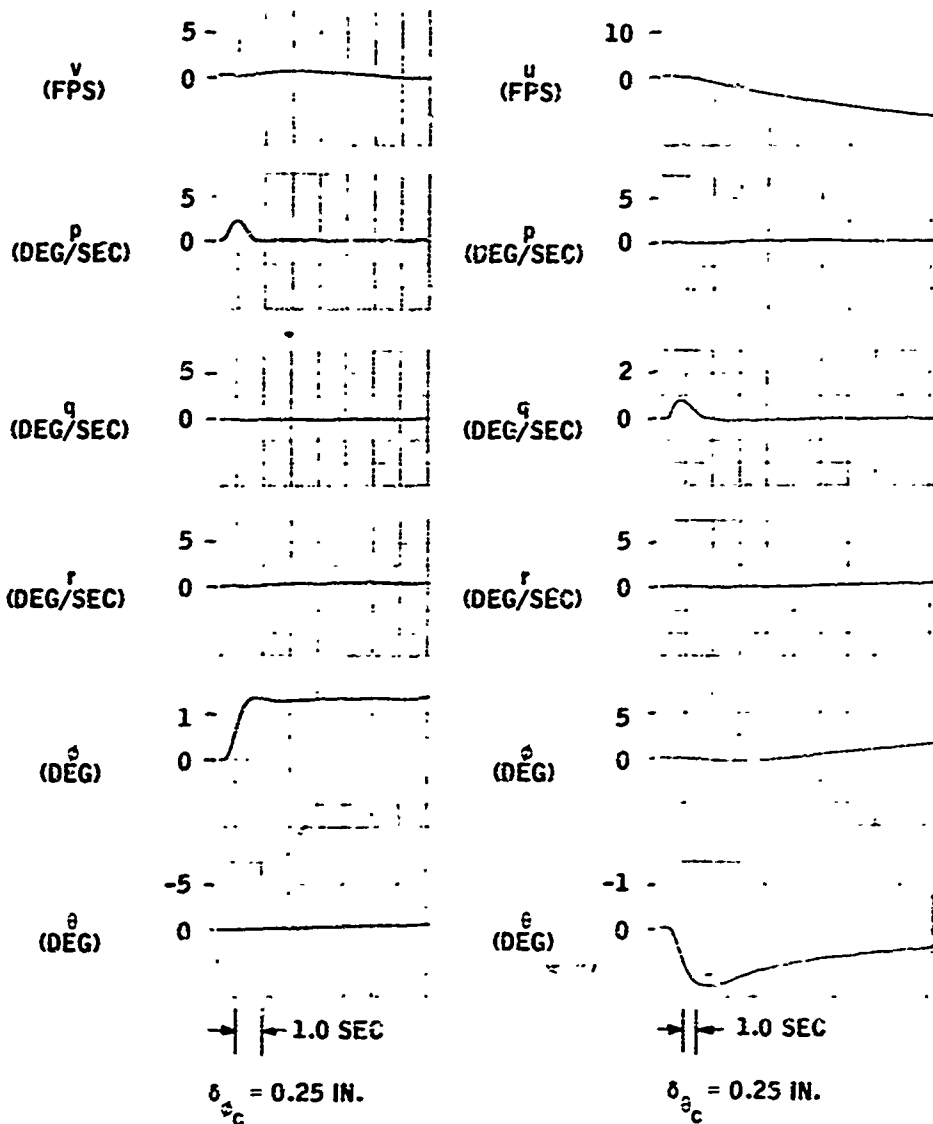 v
(FPS)
5
0
p
(DEG/SEC)
5
0
q
(DEG/SEC)
5
0
r
(DEG/SEC)
5
0
φ
(DEG)
1
0
θ
(DEG)
-5
0
1.0 SEC
δφc = 0.25 IN.
u
(FPS)
10
0
p
(DEG/SEC)
5
0
q
(DEG/SEC)
2
0
r
(DEG/SEC)
5
0
φ
(DEG)
5
0
θ
(DEG)
-1
0
1.0 SEC
δθc = 0.25 IN.